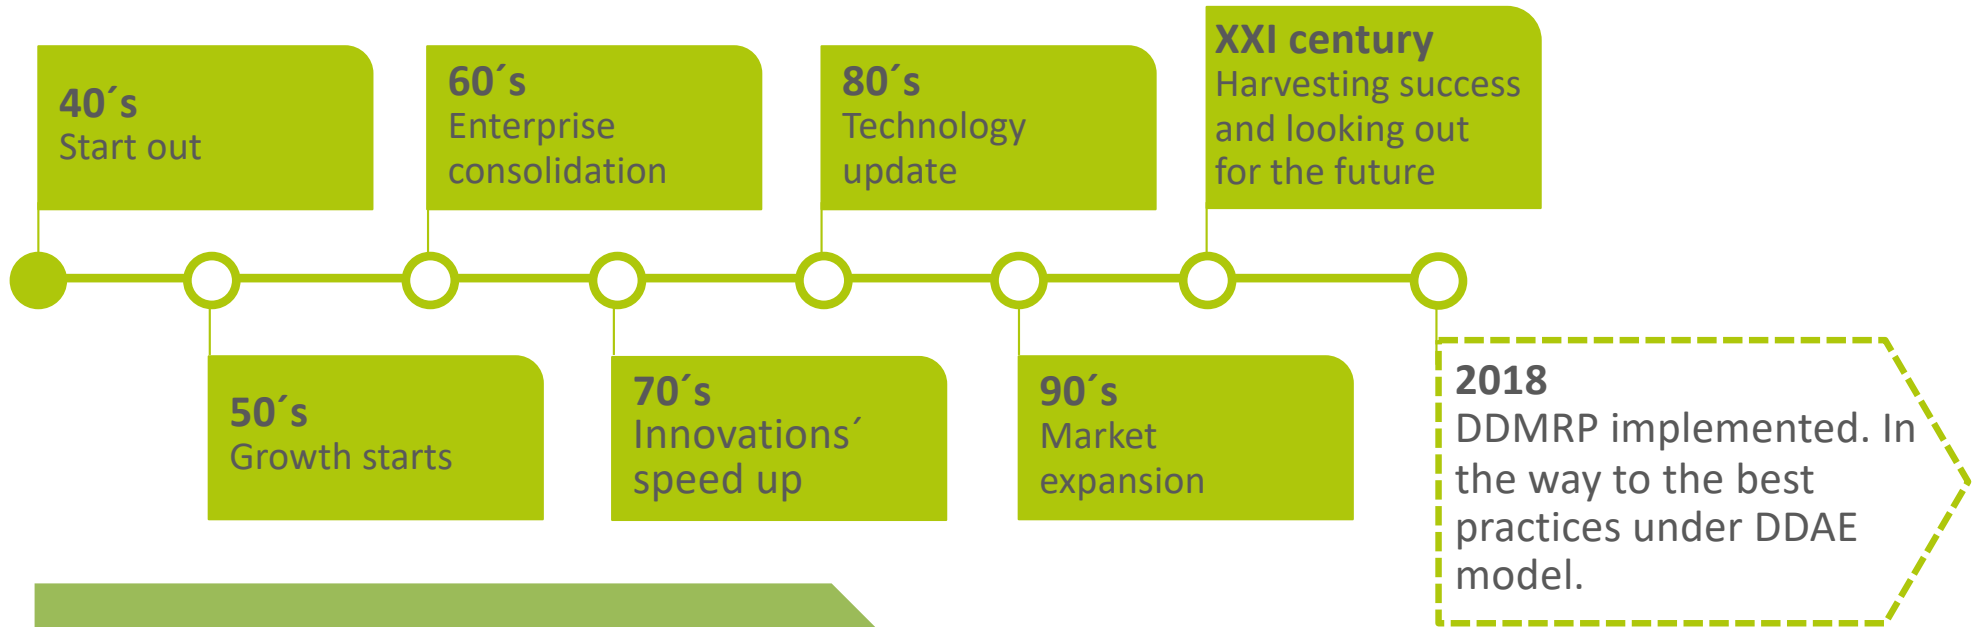 40´s
Start out
50´s
Growth starts
60´s
Enterprise
consolidation
70´s
Innovations´
speed up
80´s
Technology
update
90´s
Market
expansion
XXI century
Harvesting success
and looking out
for the future
2018
DDMRP implemented. In
the way to the best
practices under DDAE
model.